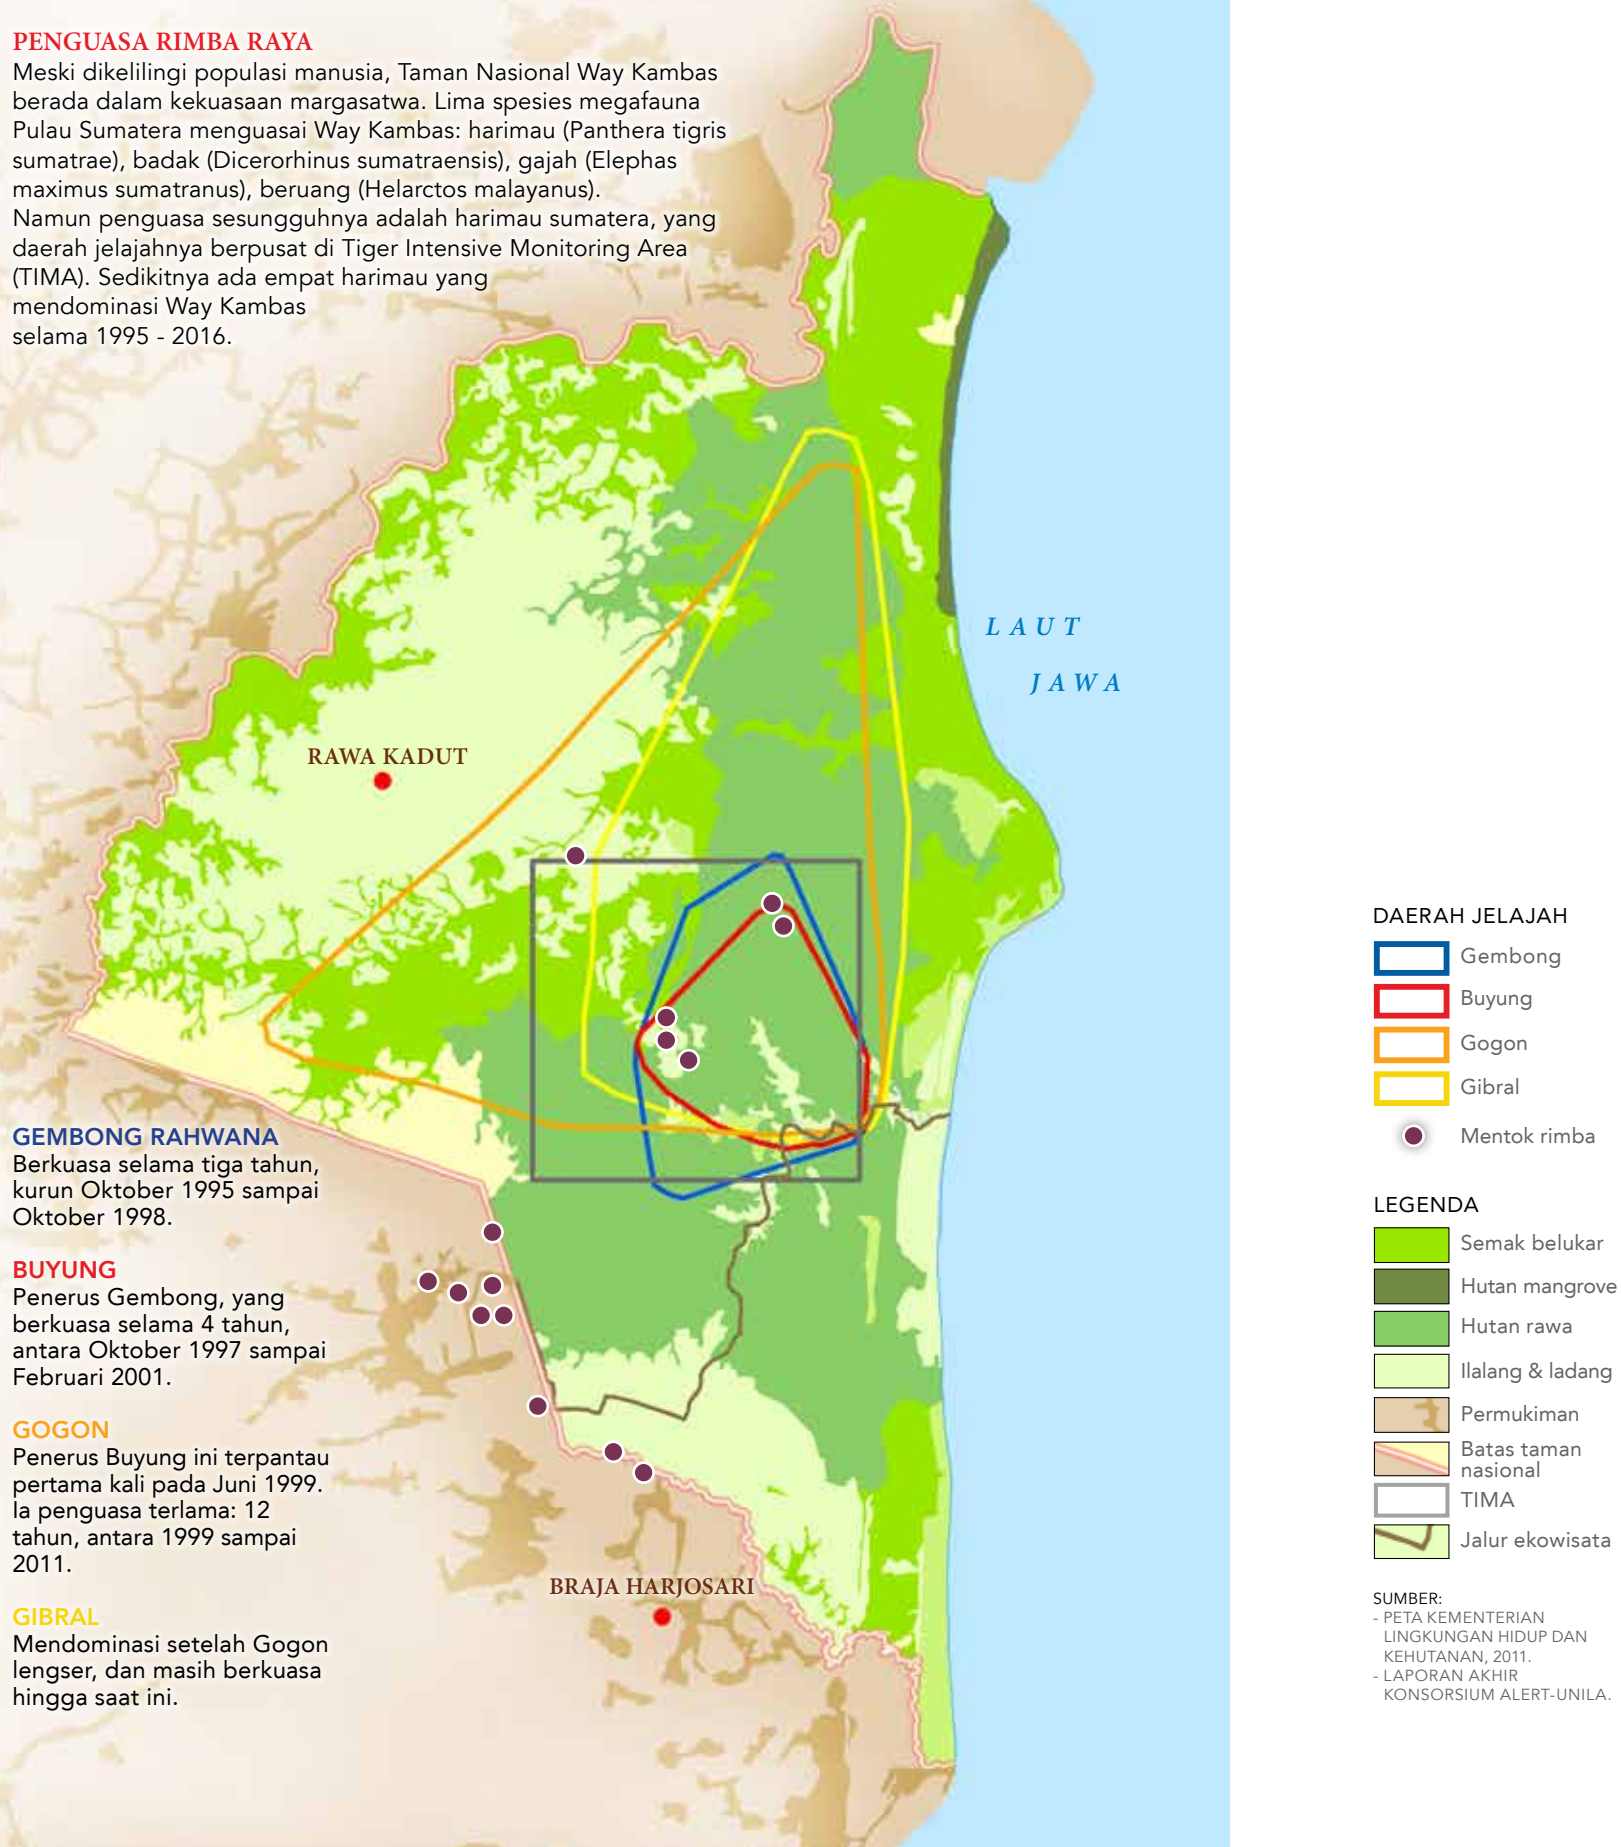 PENGUASA RIMBA RAYA
Meski dikelilingi populasi manusia, Taman Nasional Way Kambas
berada dalam kekuasaan margasatwa. Lima spesies megafauna
Pulau Sumatera menguasai Way Kambas: harimau (Panthera tigris
sumatrae), badak (Dicerorhinus sumatraensis), gajah (Elephas
maximus sumatranus), beruang (Helarctos malayanus).
Namun penguasa sesungguhnya adalah harimau sumatera, yang
daerah jelajahnya berpusat di Tiger Intensive Monitoring Area
(TIMA). Sedikitnya ada empat harimau yang
mendominasi Way Kambas
selama 1995 - 2016.
LAUT
JAWA
RAWA KADUT
GEMBONG RAHWANA
Berkuasa selama tiga tahun,
kurun Oktober 1995 sampai
Oktober 1998.
BUYUNG
Penerus Gembong, yang
berkuasa selama 4 tahun,
antara Oktober 1997 sampai
Februari 2001.
GOGON
Penerus Buyung ini terpantau
pertama kali pada Juni 1999.
Ia penguasa terlama: 12
tahun, antara 1999 sampai
2011.
GIBRAL
Mendominasi setelah Gogon
lengser, dan masih berkuasa
hingga saat ini.
BRAJA HARJOSARI
DAERAH JELAJAH
Gembong
Buyung
Gogon
Gibral
Mentok rimba
LEGENDA
Semak belukar
Hutan mangrove
Hutan rawa
Ilalang & ladang
Permukiman
Batas taman
nasional
TIMA
Jalur ekowisata
SUMBER:
- PETA KEMENTERIAN
LINGKUNGAN HIDUP DAN
KEHUTANAN, 2011.
- LAPORAN AKHIR
KONSORSIUM ALERT-UNILA.